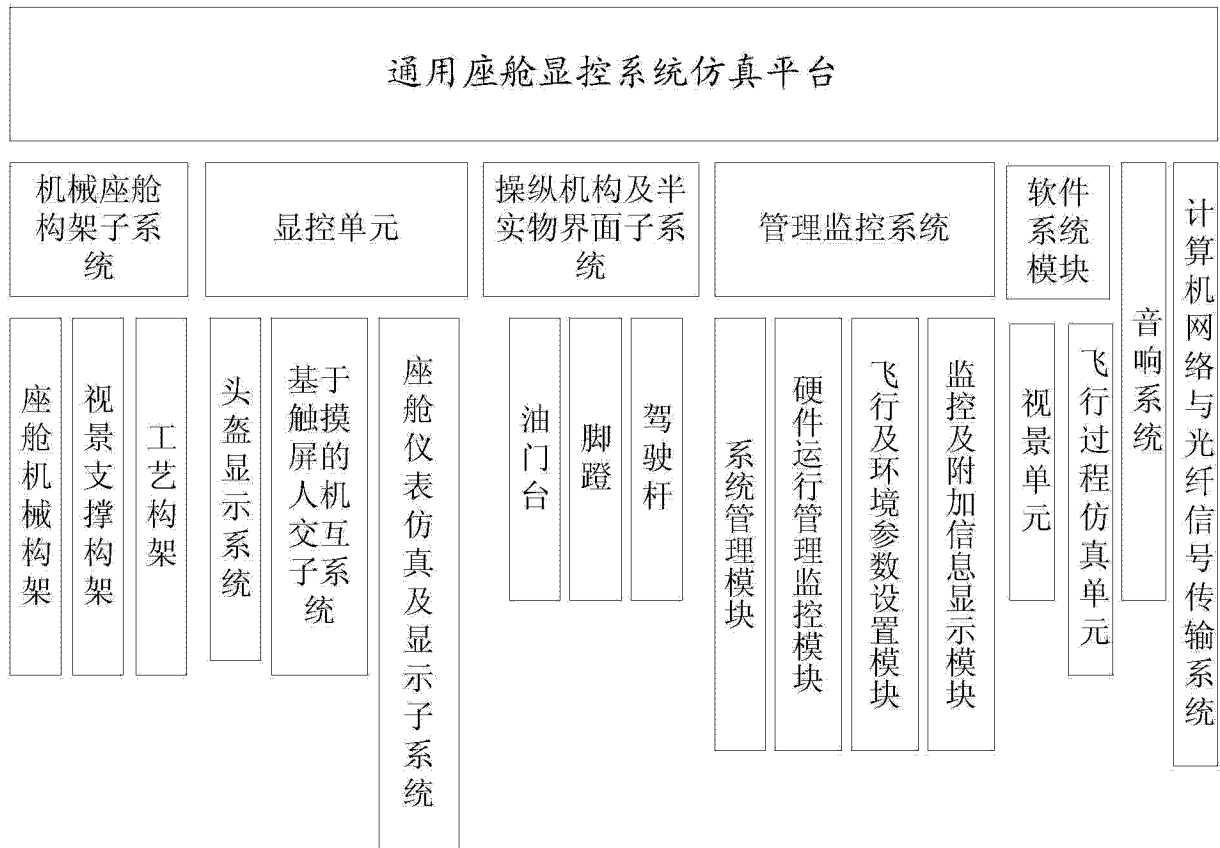 通用座舱显控系统仿真平台
机械座舱
构架子系
统
显控单元
操纵机构及半
实物界面子系
统
管理监控系统
软件
系统
模块
音响系统
计算机网络与光纤信号传输系统
座舱机械构架
视景支撑构架
工艺构架
头盔显示系统
基于
触摸
屏的
人机
交互
子系
统
座舱仪表仿真及显示子系统
油门台
脚蹬
驾驶杆
系统管理模块
硬件运行管理监控模块
飞行及环境参数设置模块
监控及附加信息显示模块
视景单元
飞行过程仿真单元